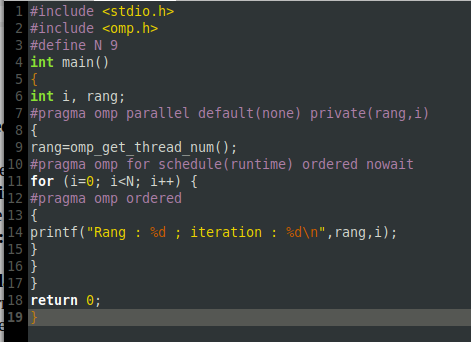 1 #include <stdio.h>
2 #include <omp.h>
3 #define N 9
4 int main()
5 {
6 int i, rang;
7 #pragma omp parallel default(none) private(rang,i)
8 {
9 rang=omp_get_thread_num();
10 #pragma omp for schedule(runtime) ordered nowait
11 for (i=0; i<N; i++) {
12 #pragma omp ordered
13 {
14 printf("Rang : %d ; iteration : %d\n",rang,i);
15 }
16 }
17 }
18 return 0;
19 }